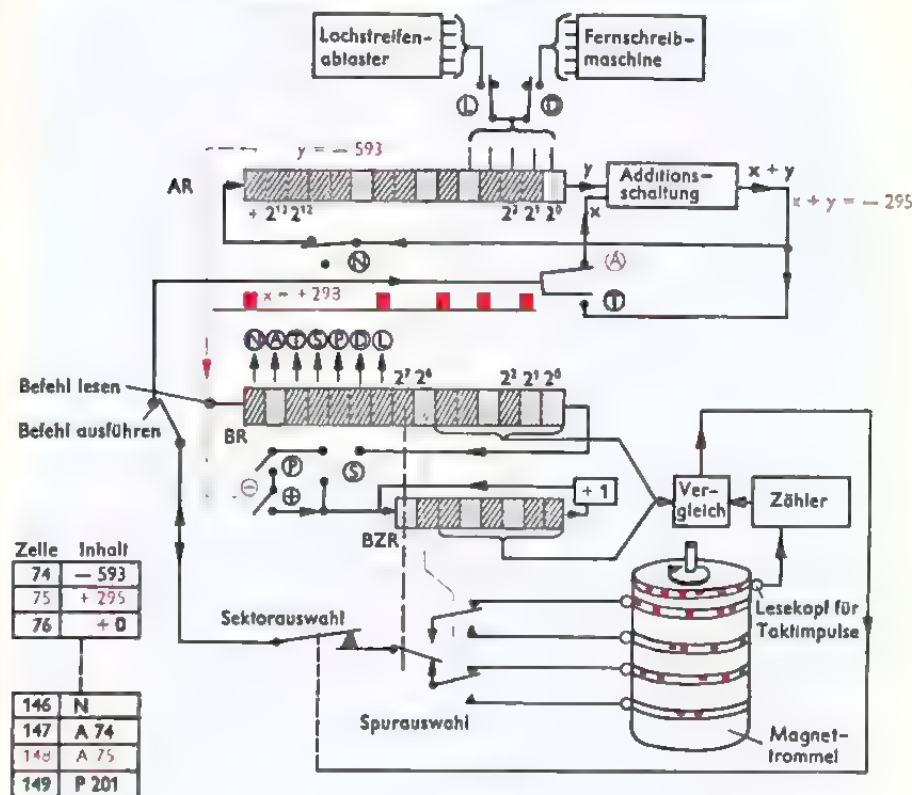 Lochstreifen-
abtaster
Fernschreib-
maschine
L
D
y = − 593
AR
y
Additions-
schaltung
x + y
x
x + y = − 295
+ 2¹³ 2¹² 2² 2¹ 2⁰
N
A
T
x = + 293
N A T S P D L
2⁷ 2⁶ 2² 2¹ 2⁰
Befehl lesen
Befehl ausführen
BR
P
S
−
+
+ 1
BZR
Ver-
gleich
Zähler
Zelle Inhalt
74 − 593
75 + 295
76 + 0
Lesekopf für
Taktimpulse
Sektorauswahl
Spurauswahl
Magnet-
trommel
146 N
147 A 74
148 A 75
149 P 201